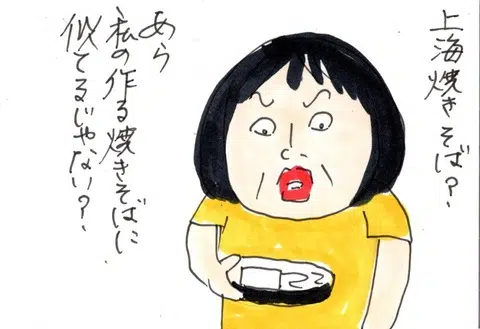 上海焼きそば？
あら
私の作る焼きそばに
似てるじゃない？